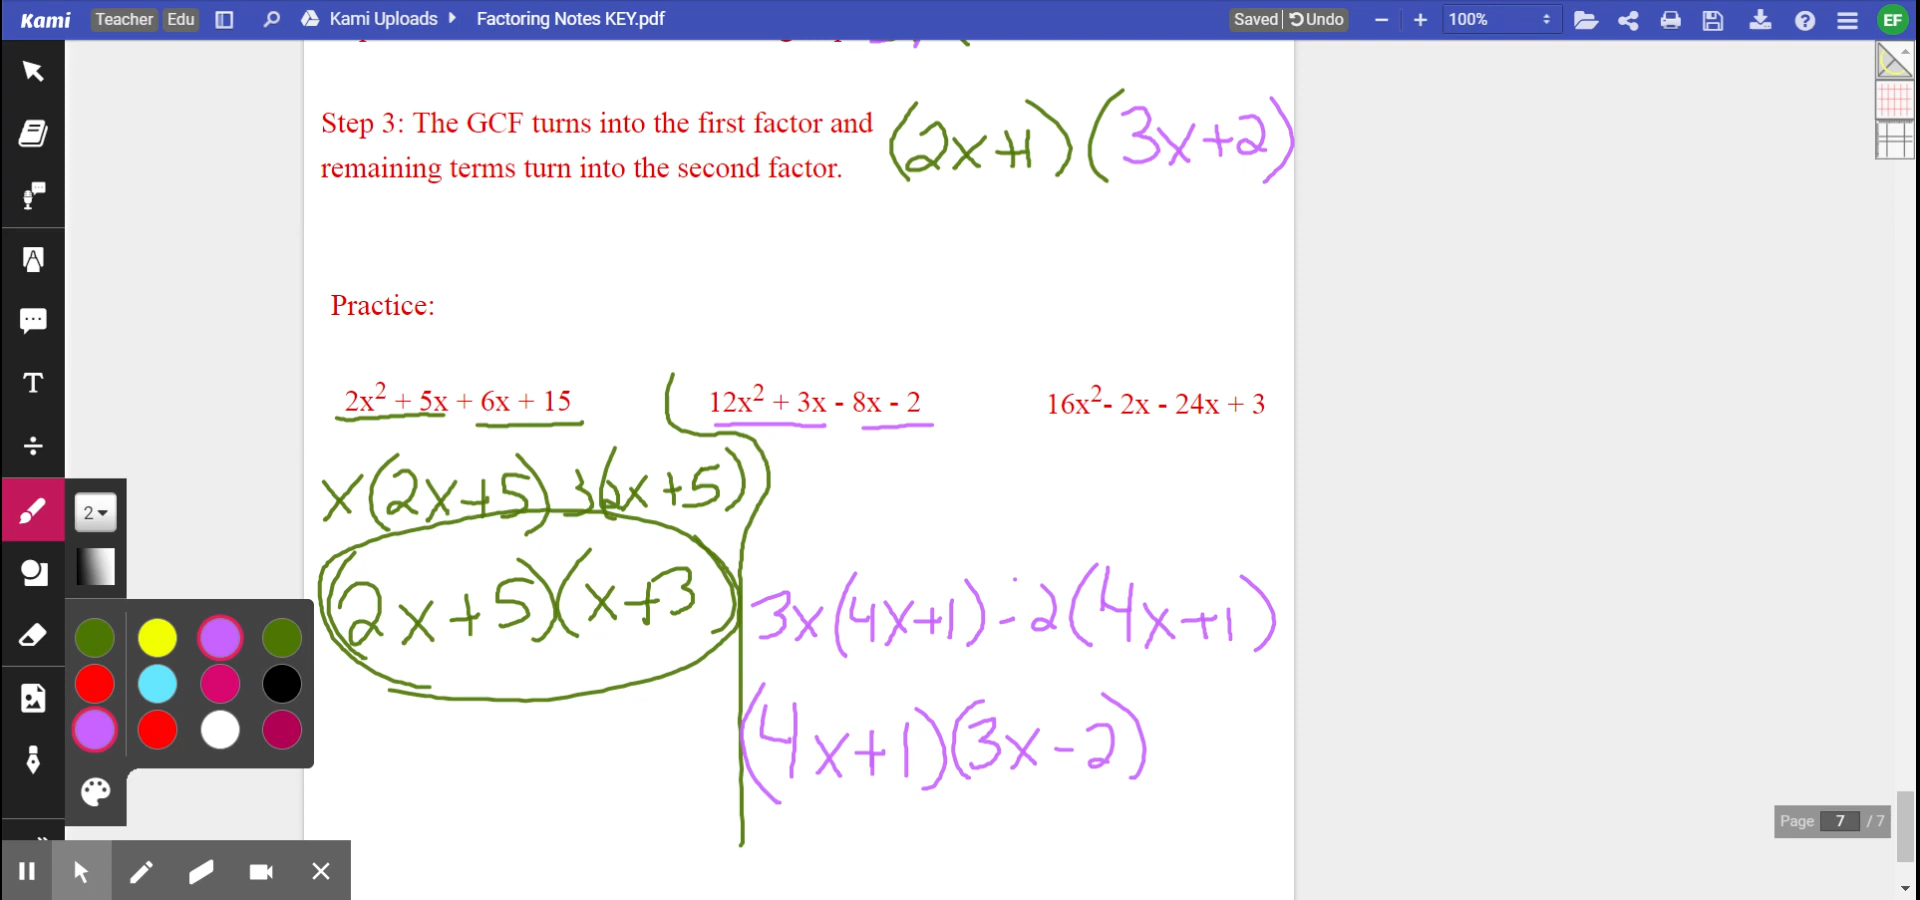 Kami Teacher Edu Kami Uploads Factoring Notes KEY.pdf Saved Undo 100% EF
Step 3: The GCF turns into the first factor and
remaining terms turn into the second factor.
(2x+1)(3x+2)
Practice:
2x² + 5x + 6x + 15
12x² + 3x - 8x - 2
16x²- 2x - 24x + 3
x(2x+5) 3(2x+5)
(2x+5)(x+3
3x(4x+1) - 2(4x+1)
(4x+1)(3x-2)
T
2
Page 7 / 7